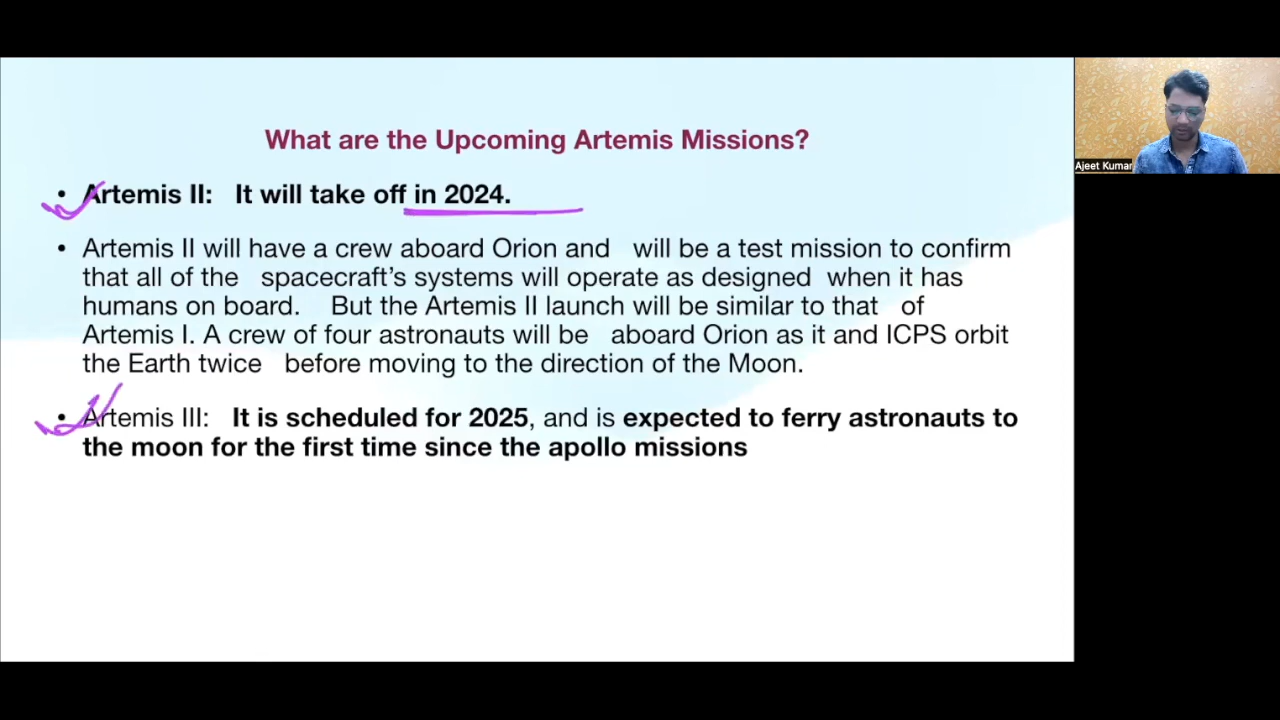 What are the Upcoming Artemis Missions?
• Artemis II: It will take off in 2024.
• Artemis II will have a crew aboard Orion and will be a test mission to confirm
that all of the spacecraft’s systems will operate as designed when it has
humans on board. But the Artemis II launch will be similar to that of
Artemis I. A crew of four astronauts will be aboard Orion as it and ICPS orbit
the Earth twice before moving to the direction of the Moon.
• Artemis III: It is scheduled for 2025, and is expected to ferry astronauts to
the moon for the first time since the apollo missions
Ajeet Kumar